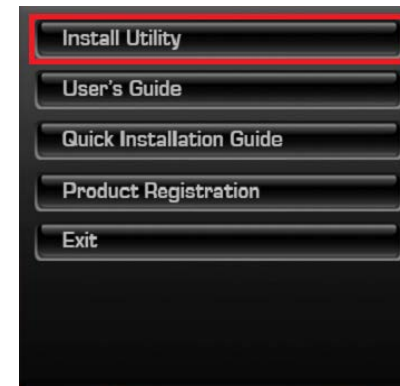 Install Utility
User's Guide
Quick Installation Guide
Product Registration
Exit